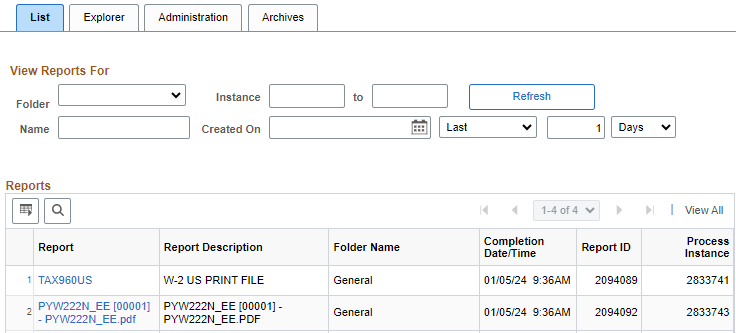 List Explorer Administration Archives
View Reports For
Folder Instance to Refresh
Name Created On Last 1 Days
Reports
1-4 of 4 View All
Report Report Description Folder Name Completion Date/Time Report ID Process Instance
1 TAX960US W-2 US PRINT FILE General 01/05/24 9:36AM 2094089 2833741
2 PYW222N_EE [00001] - PYW222N_EE.pdf PYW222N_EE [00001] - PYW222N_EE.PDF General 01/05/24 9:36AM 2094092 2833743